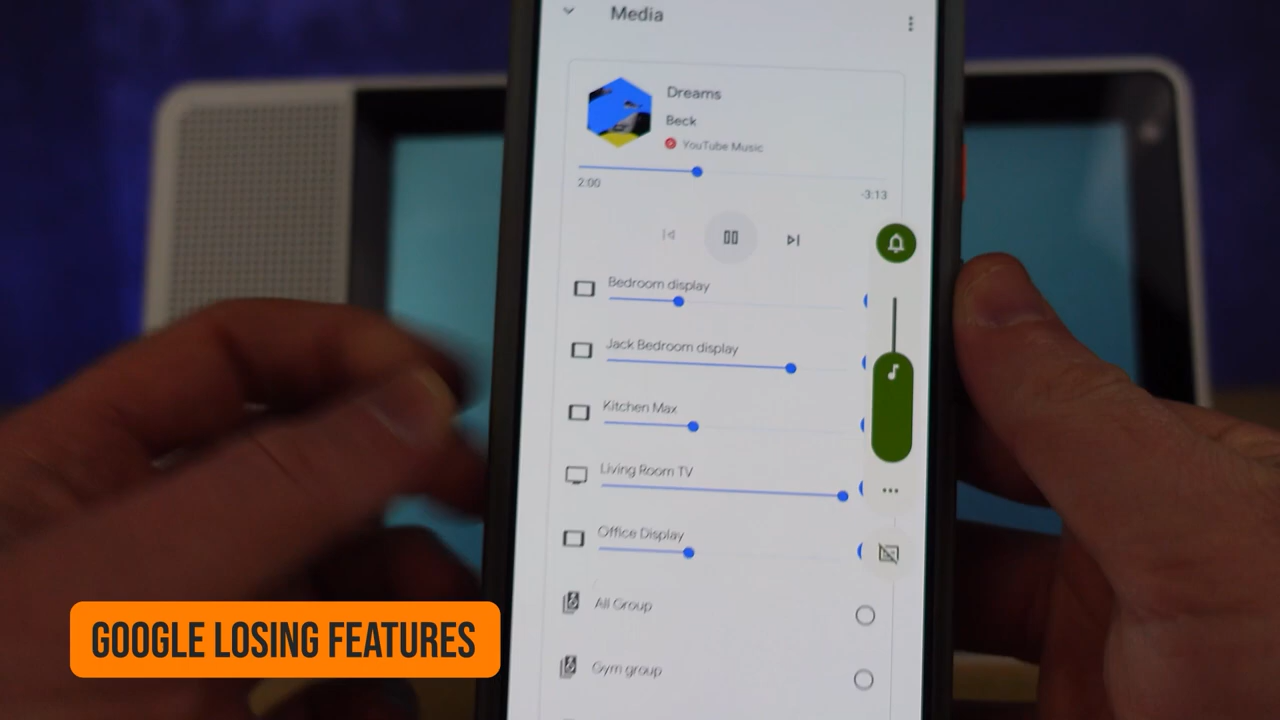 Media
Dreams
Beck
YouTube Music
2:00
-3:13
Bedroom display
Jack Bedroom display
Kitchen Max
Living Room TV
Office Display
All Group
Gym group
GOOGLE LOSING FEATURES